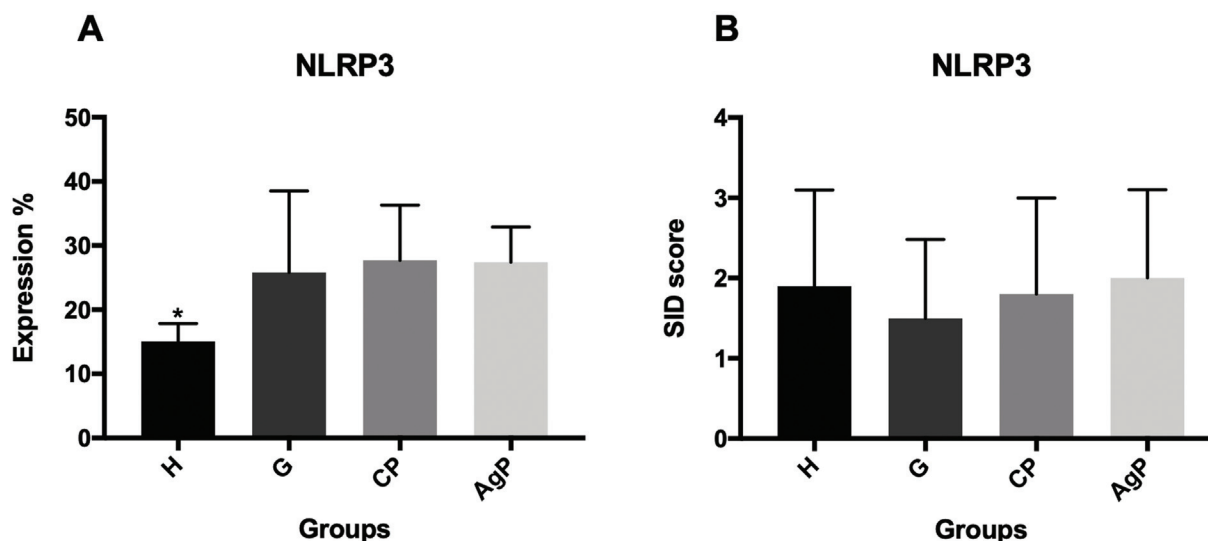 A
NLRP3
Expression %
50
40
30
20
10
0
*
H
G
CP
AgP
Groups
B
NLRP3
SID score
4
3
2
1
0
H
G
CP
AgP
Groups